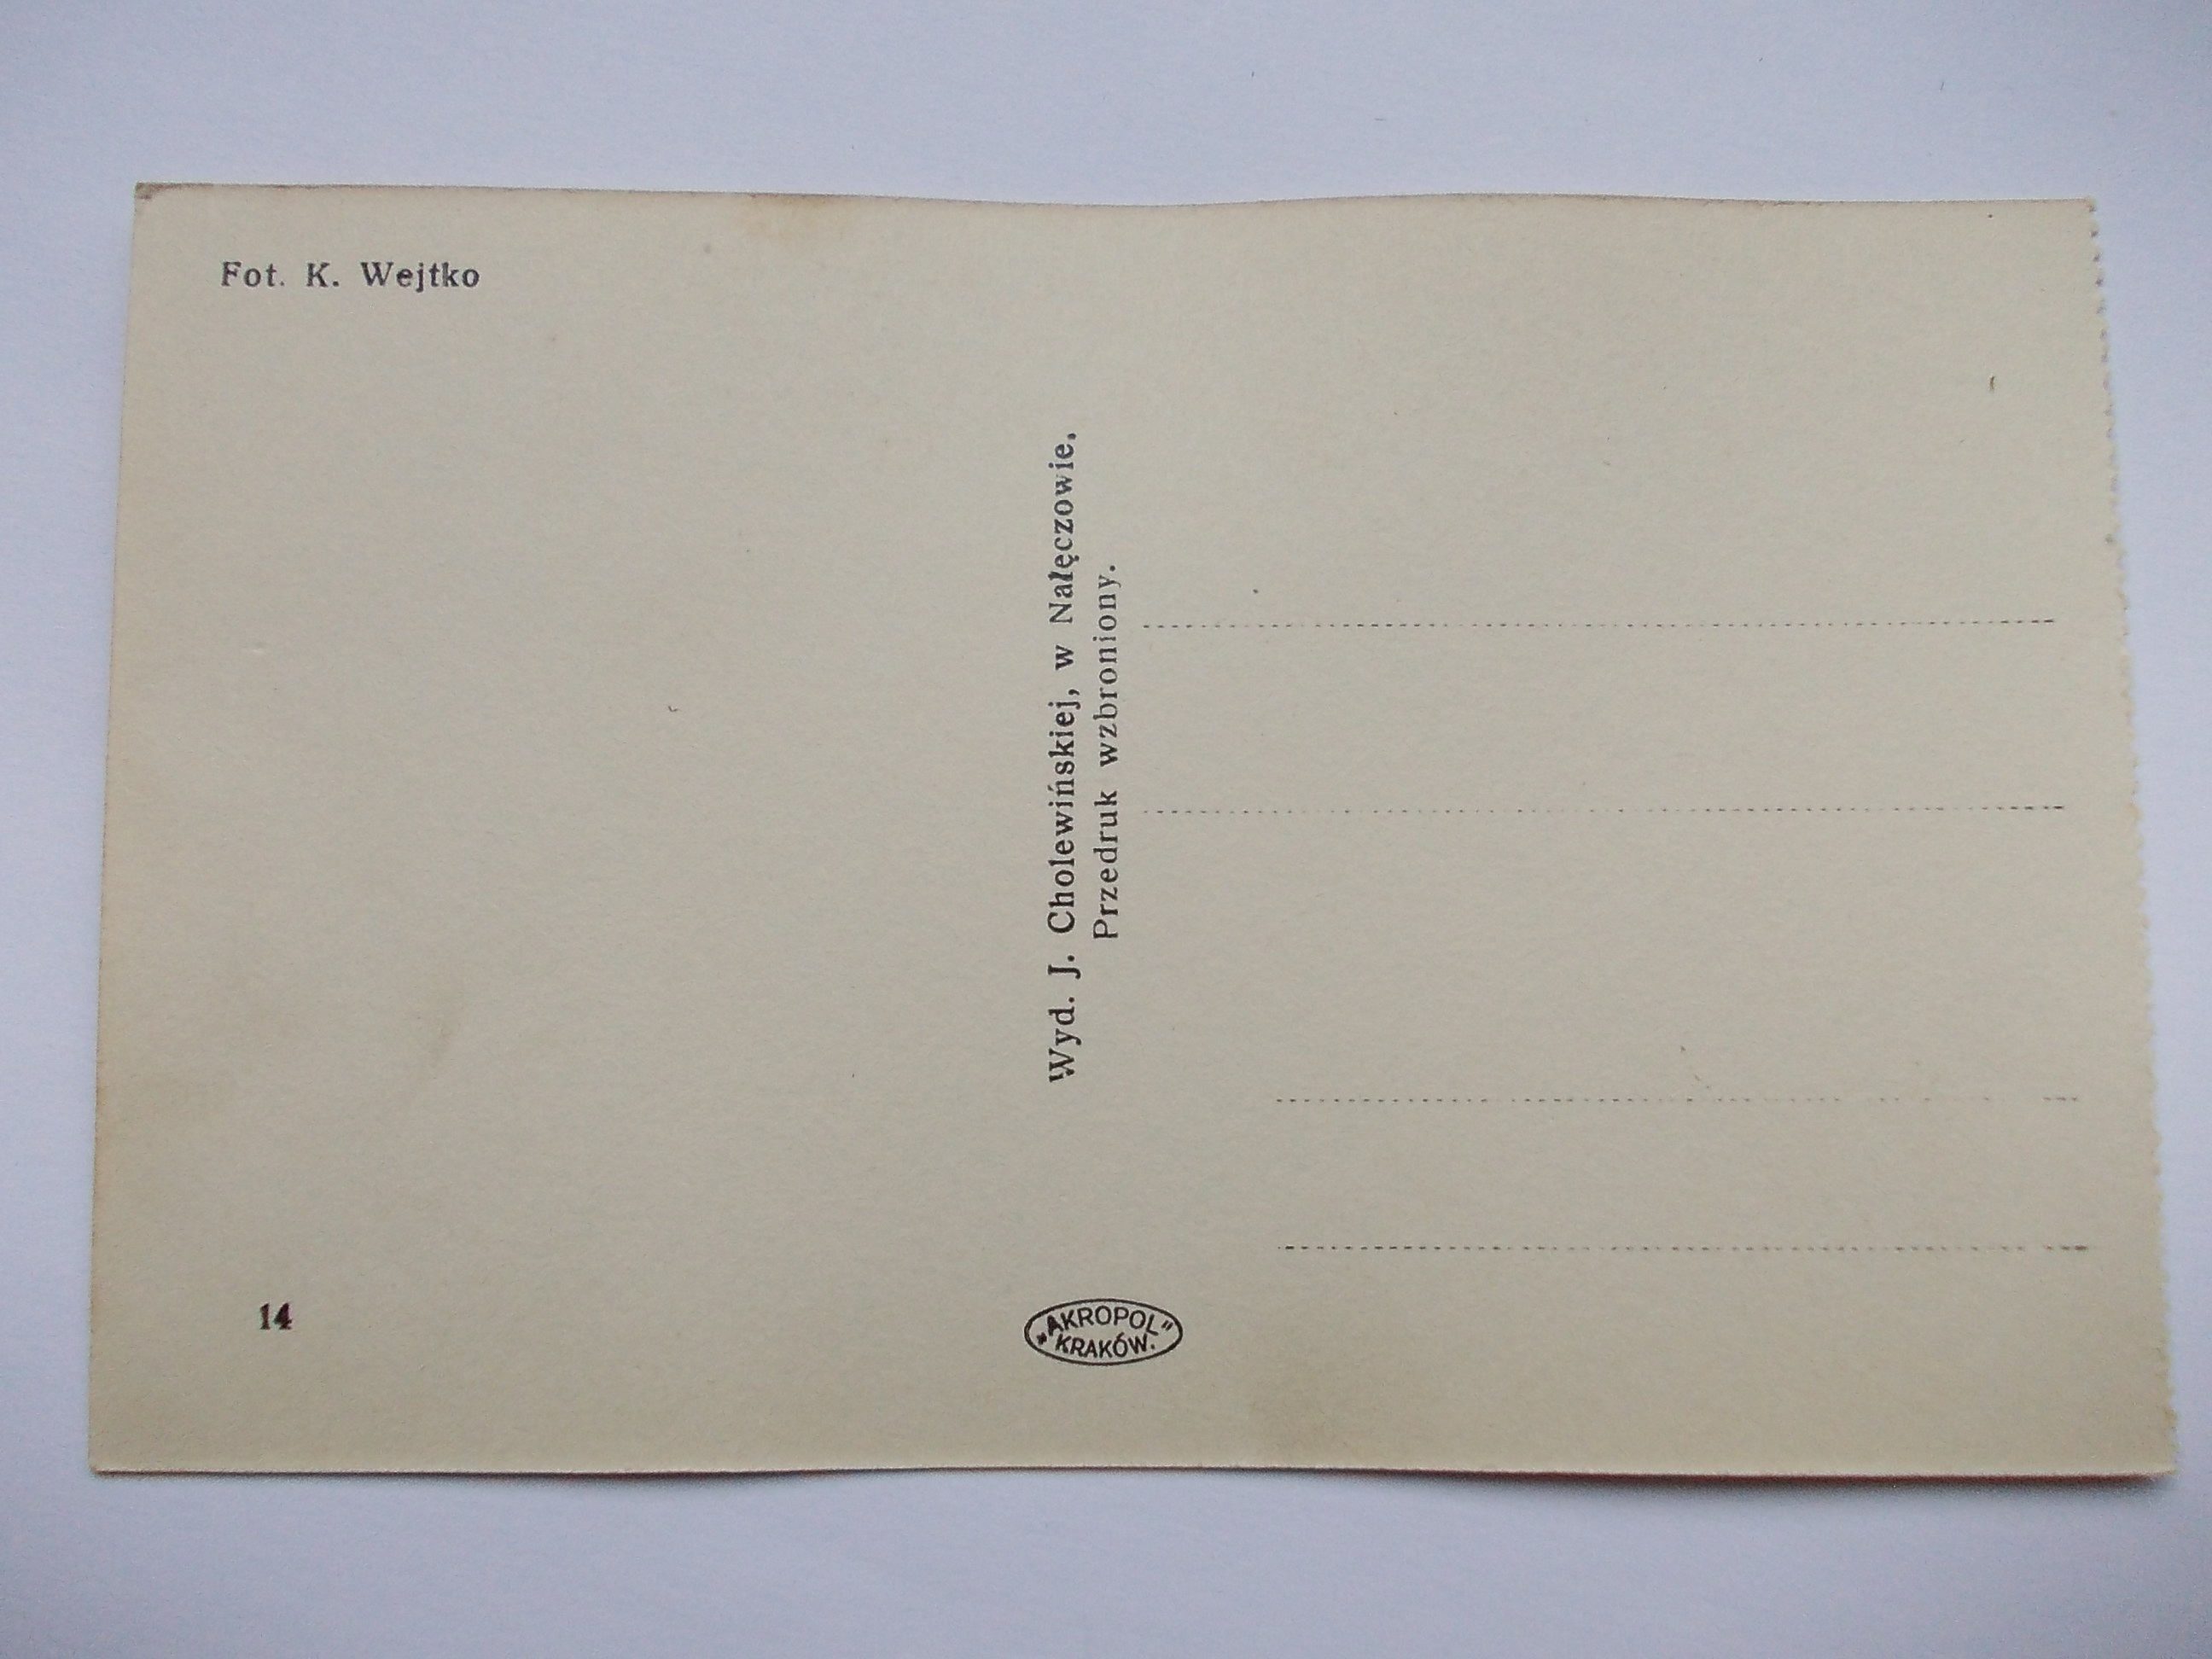 Fot. K. Wejtko
Wyd. J. Cholewińskiej, w Nałęczowie.
Przedruk wzbroniony.
14
„AKROPOL”
KRAKÓW.